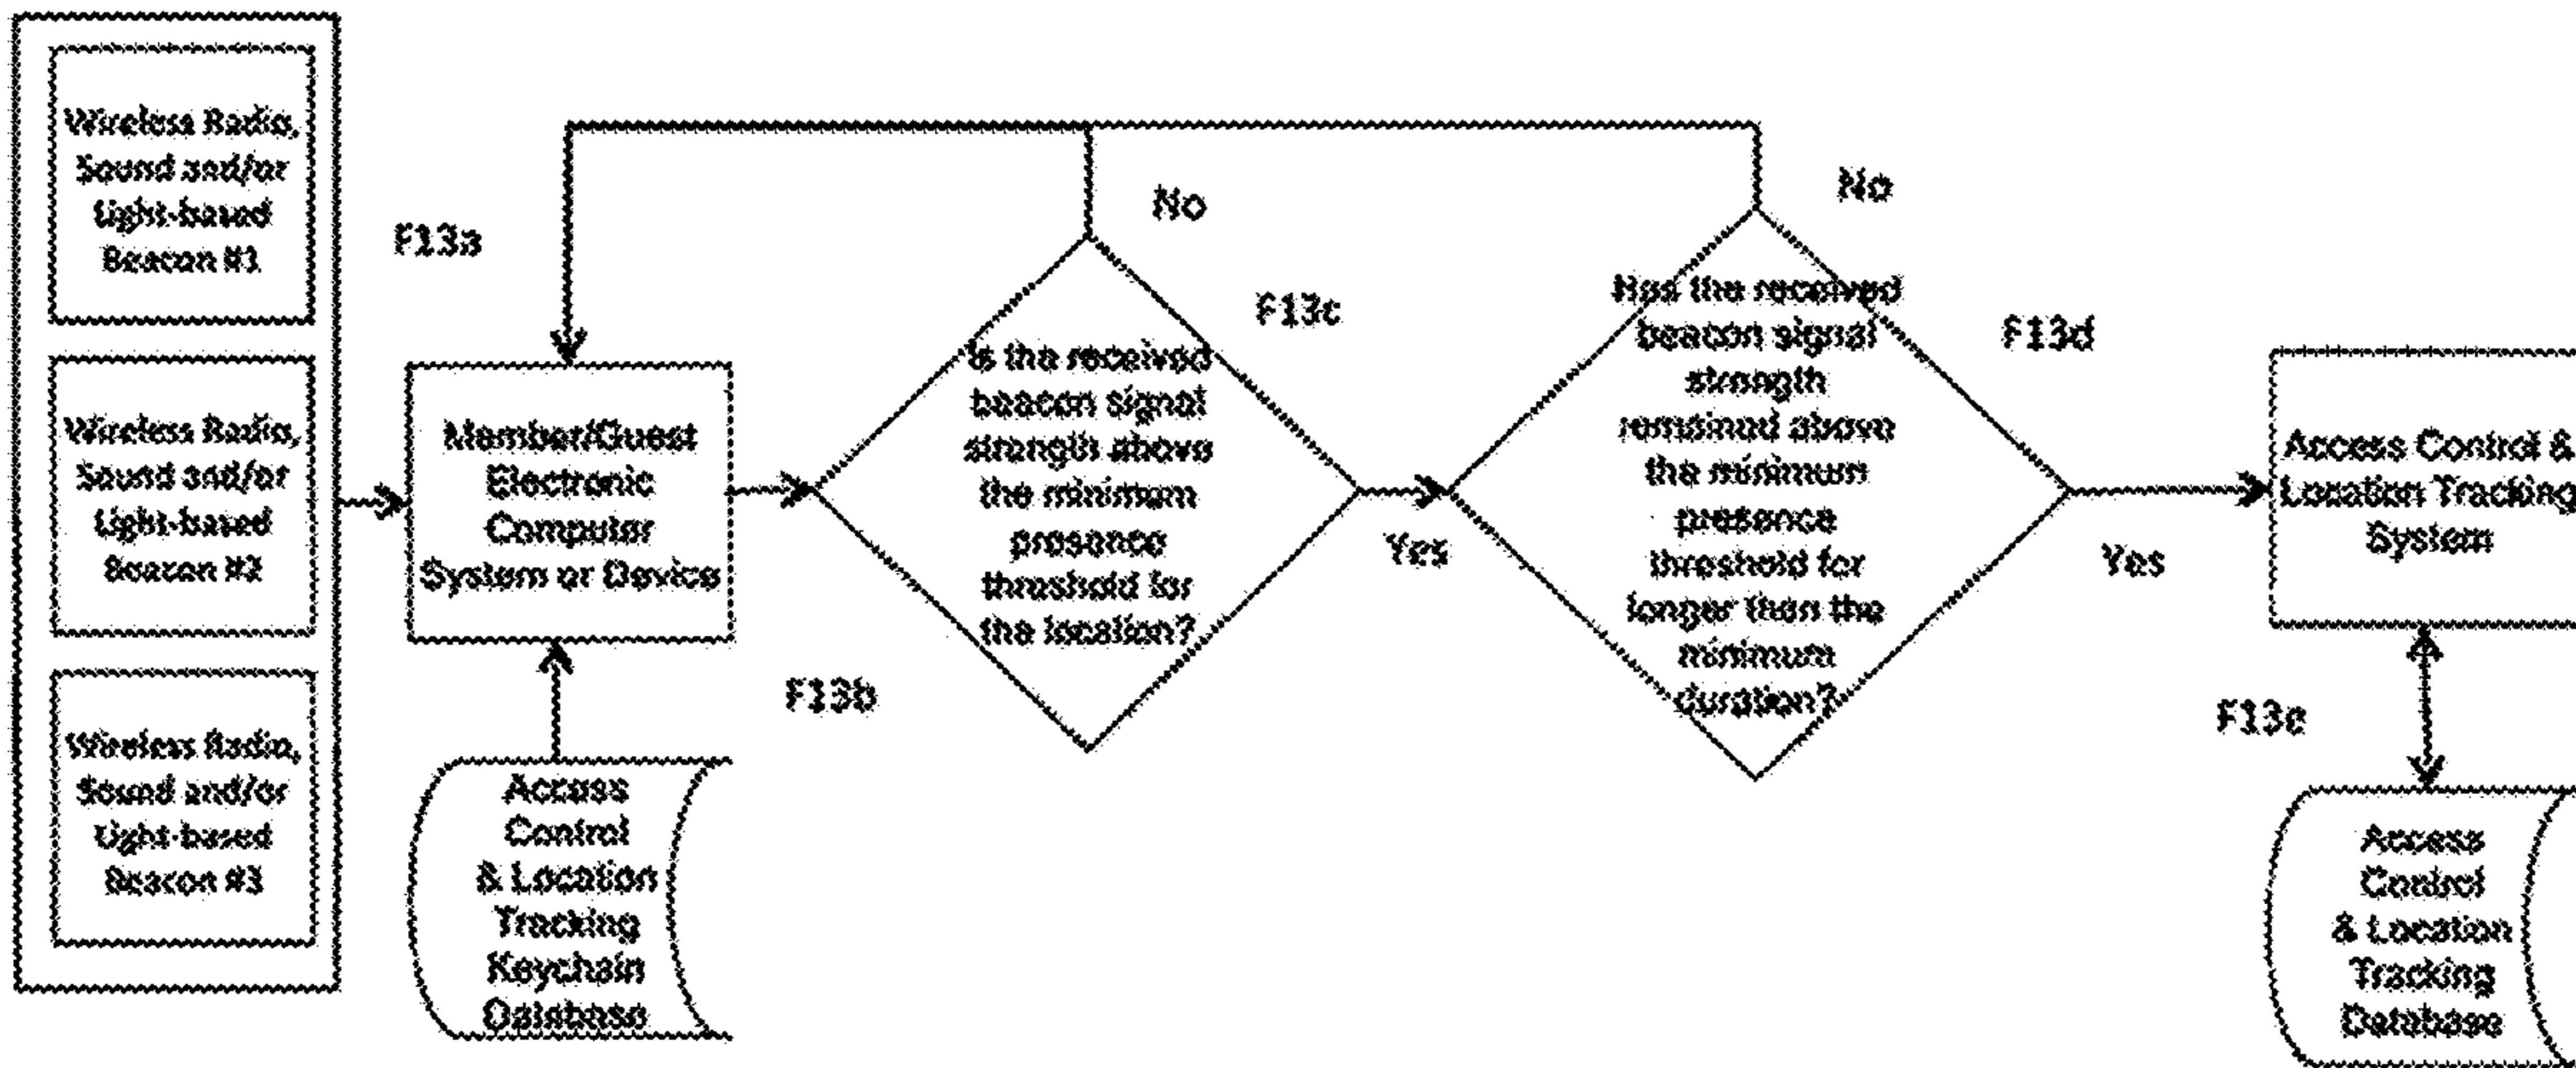 Wireless Radio,
Sound and/or
Light-based
Beacon #1
Wireless Radio,
Sound and/or
Light-based
Beacon #2
Wireless Radio,
Sound and/or
Light-based
Beacon #3
F13a
Member/Guest
Electronic
Computer
System or Device
Access
Control
& Location
Tracking
Keychain
Database
F13b
Is the received
beacon signal
strength above
the minimum
presence
threshold for
the location?
No
F13c
Yes
Has the received
beacon signal
strength
remained above
the minimum
presence
threshold for
longer than the
minimum
duration?
No
F13d
Yes
Access Control &
Location Tracking
System
F13e
Access
Control
& Location
Tracking
Database